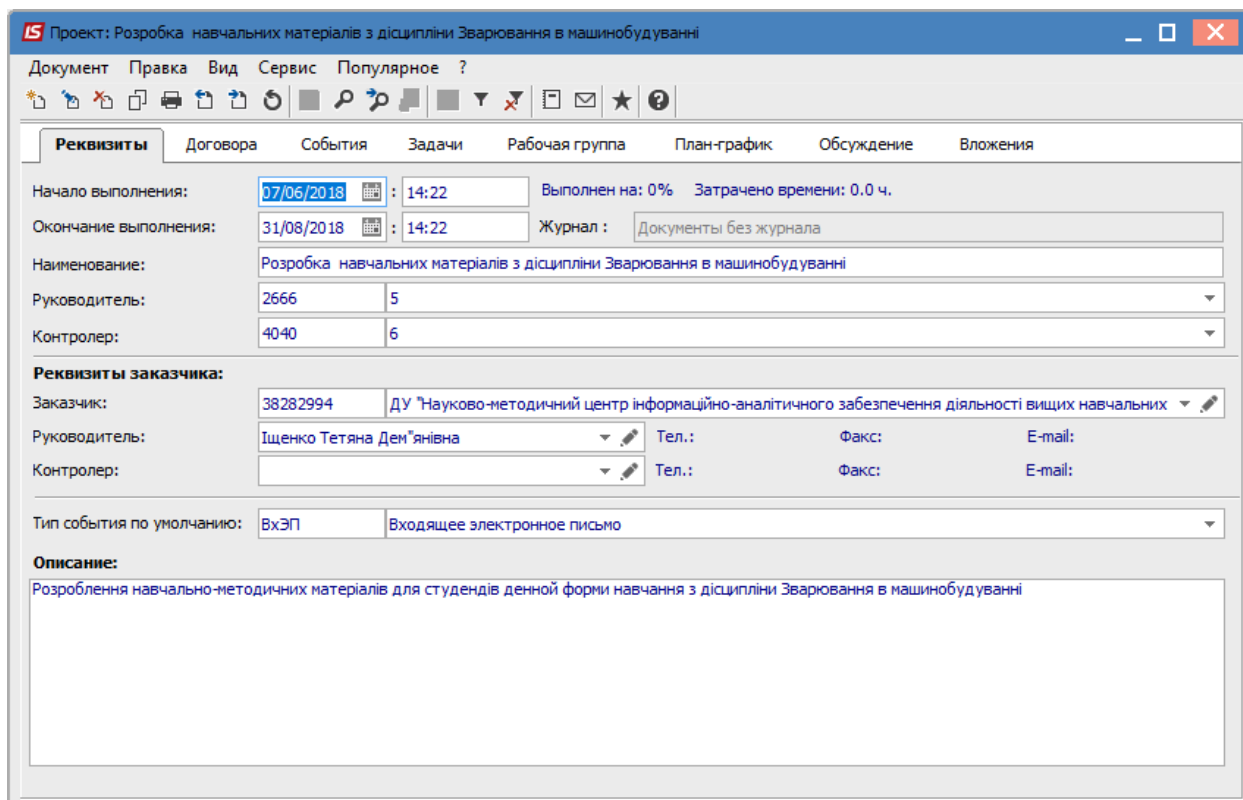 IS Проект: Розробка навчальних матеріалів з дісципліни Зварювання в машинобудуванні
Документ Правка Вид Сервис Популярное ?
Реквизиты Договора События Задачи Рабочая группа План-график Обсуждение Вложения
Начало выполнения: 07/06/2018 : 14:22 Выполнен на: 0% Затрачено времени: 0.0 ч.
Окончание выполнения: 31/08/2018 : 14:22 Журнал : Документы без журнала
Наименование: Розробка навчальних матеріалів з дісципліни Зварювання в машинобудуванні
Руководитель: 2666 5
Контролер: 4040 6
Реквизиты заказчика:
Заказчик: 38282994 ДУ "Науково-методичний центр інформаційно-аналітичного забезпечення діяльності вищих навчальних
Руководитель: Іщенко Тетяна Дем"янівна Тел.: Факс: E-mail:
Контролер: Тел.: Факс: E-mail:
Тип события по умолчанию: ВхЭП Входящее электронное письмо
Описание:
Розроблення навчально-методичних матеріалів для студендів денной форми навчання з дісципліни Зварювання в машинобудуванні